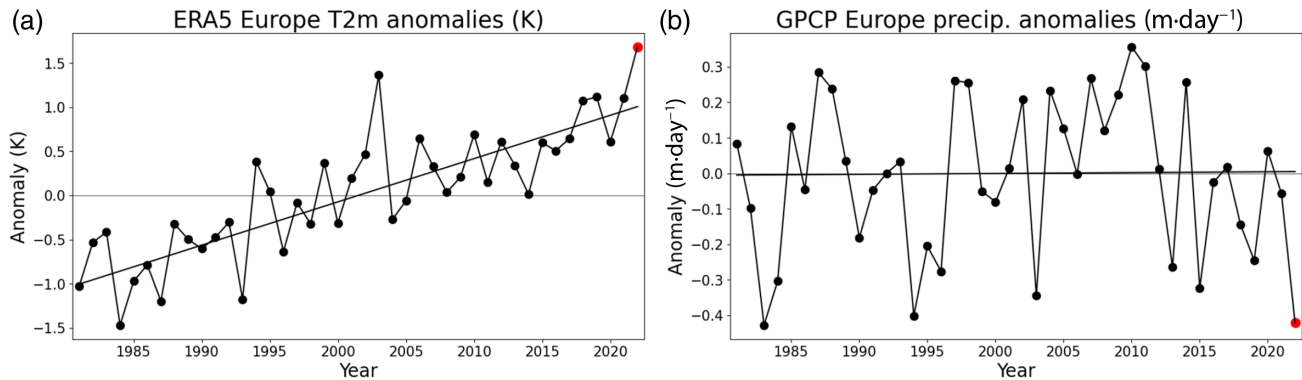 (a) ERA5 Europe T2m anomalies (K)
1.5
1.0
0.5
0.0
−0.5
−1.0
−1.5
Anomaly (K)
1985 1990 1995 2000 2005 2010 2015 2020
Year
(b) GPCP Europe precip. anomalies (m·day⁻¹)
0.3
0.2
0.1
0.0
−0.1
−0.2
−0.3
−0.4
Anomaly (m·day⁻¹)
1985 1990 1995 2000 2005 2010 2015 2020
Year